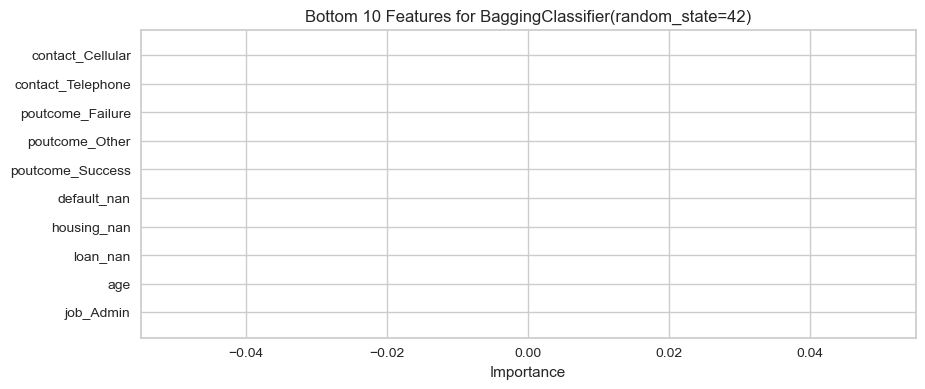 Bottom 10 Features for BaggingClassifier(random_state=42)
contact_Cellular
contact_Telephone
poutcome_Failure
poutcome_Other
poutcome_Success
default_nan
housing_nan
loan_nan
age
job_Admin
−0.04 −0.02 0.00 0.02 0.04
Importance